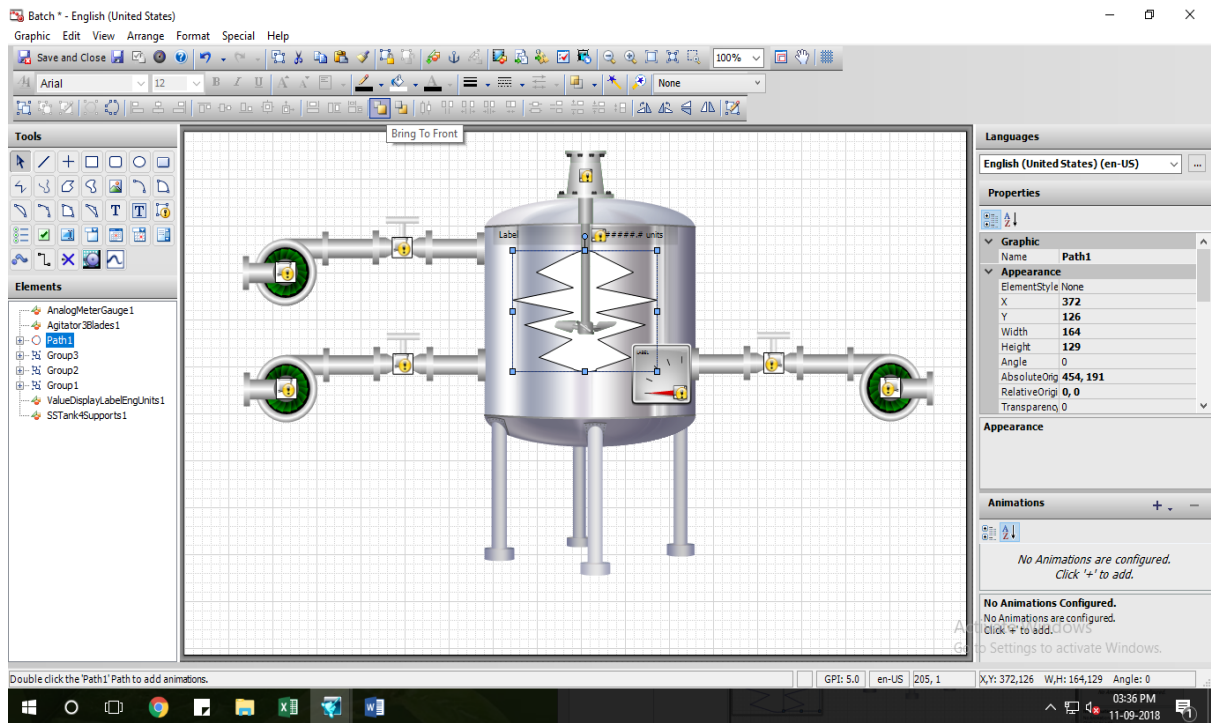 Batch * - English (United States)
Graphic Edit View Arrange Format Special Help
Save and Close
100%
Arial 12 B I U A A A None
Bring To Front
Tools
T T
Elements
AnalogMeterGauge1
Agitator3Blades1
Path1
Group3
Group2
Group1
ValueDisplayLabelEngUnits1
SSTank4Supports1
Label #####.# units
Languages
English (United States) (en-US) ...
Properties
Graphic
Name Path1
Appearance
ElementStyle None
X 372
Y 126
Width 164
Height 129
Angle 0
AbsoluteOrig 454, 191
RelativeOrigi 0, 0
Transparenc 0
Appearance
Animations
No Animations are configured.
Click '+' to add.
No Animations Configured.
No Animations are configured.
Click '+' to add.
Activate Windows
Go to Settings to activate Windows.
Double click the 'Path1' Path to add animations.
GPI: 5.0 en-US 205, 1 X,Y: 372,126 W,H: 164,129 Angle: 0
03:36 PM
11-09-2018
1